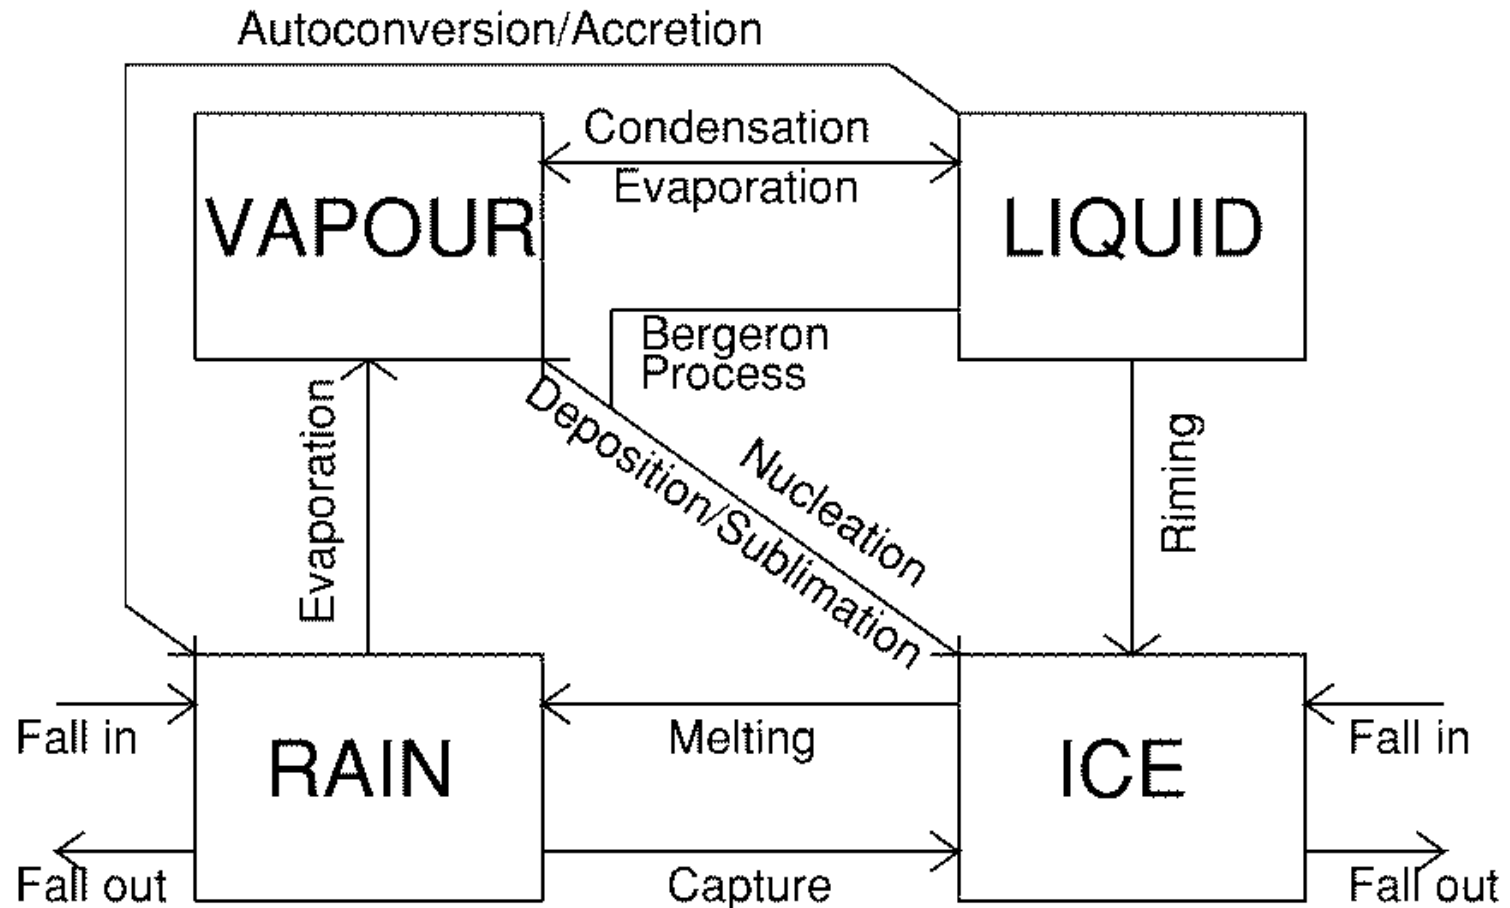 Autoconversion/Accretion
Condensation
VAPOUR
Evaporation
LIQUID
Bergeron
Process
Evaporation
Deposition/Sublimation
Nucleation
Riming
Fall in
RAIN
Melting
ICE
Fall in
Fall out
Capture
Fall out